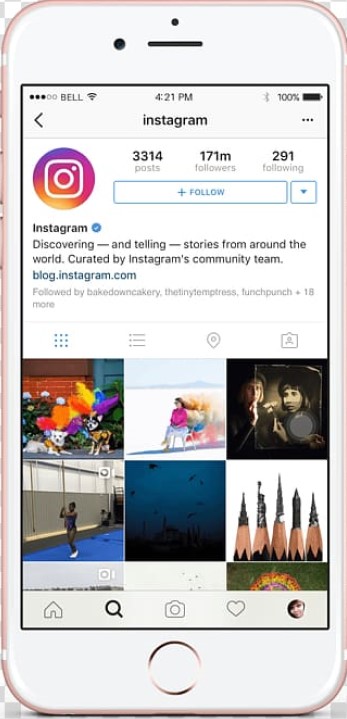 BELL 4:21 PM 100%
instagram
3314 171m 291
posts followers following
+ FOLLOW
Instagram
Discovering — and telling — stories from around the
world. Curated by Instagram's community team.
blog.instagram.com
Followed by bakedowncakery, thetinytemptress, funchpunch + 18
more